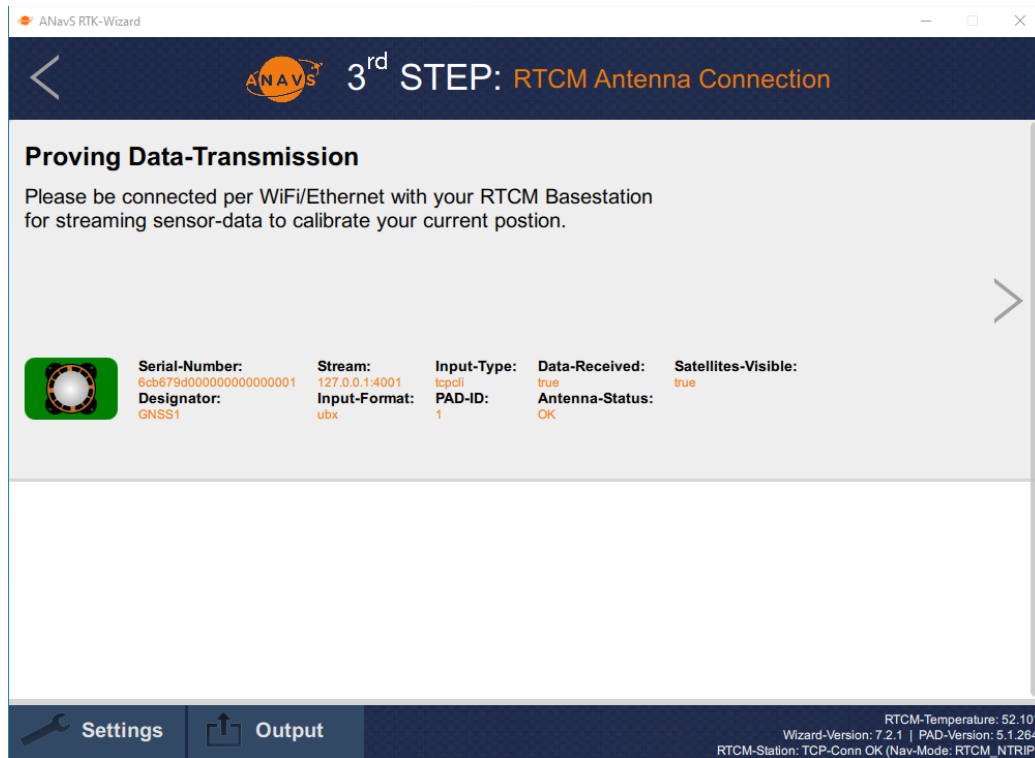 ANavS RTK-Wizard
ANAVS 3rd STEP: RTCM Antenna Connection
Proving Data-Transmission
Please be connected per WiFi/Ethernet with your RTCM Basestation
for streaming sensor-data to calibrate your current postion.
Serial-Number: Stream: Input-Type: Data-Received: Satellites-Visible:
6cb679d000000000000001 127.0.0.1:4001 tcpcli true true
Designator: Input-Format: PAD-ID: Antenna-Status:
GNSS1 ubx 1 OK
Settings Output
RTCM-Temperature: 52.10
Wizard-Version: 7.2.1 | PAD-Version: 5.1.264
RTCM-Station: TCP-Conn OK (Nav-Mode: RTCM_NTRIP